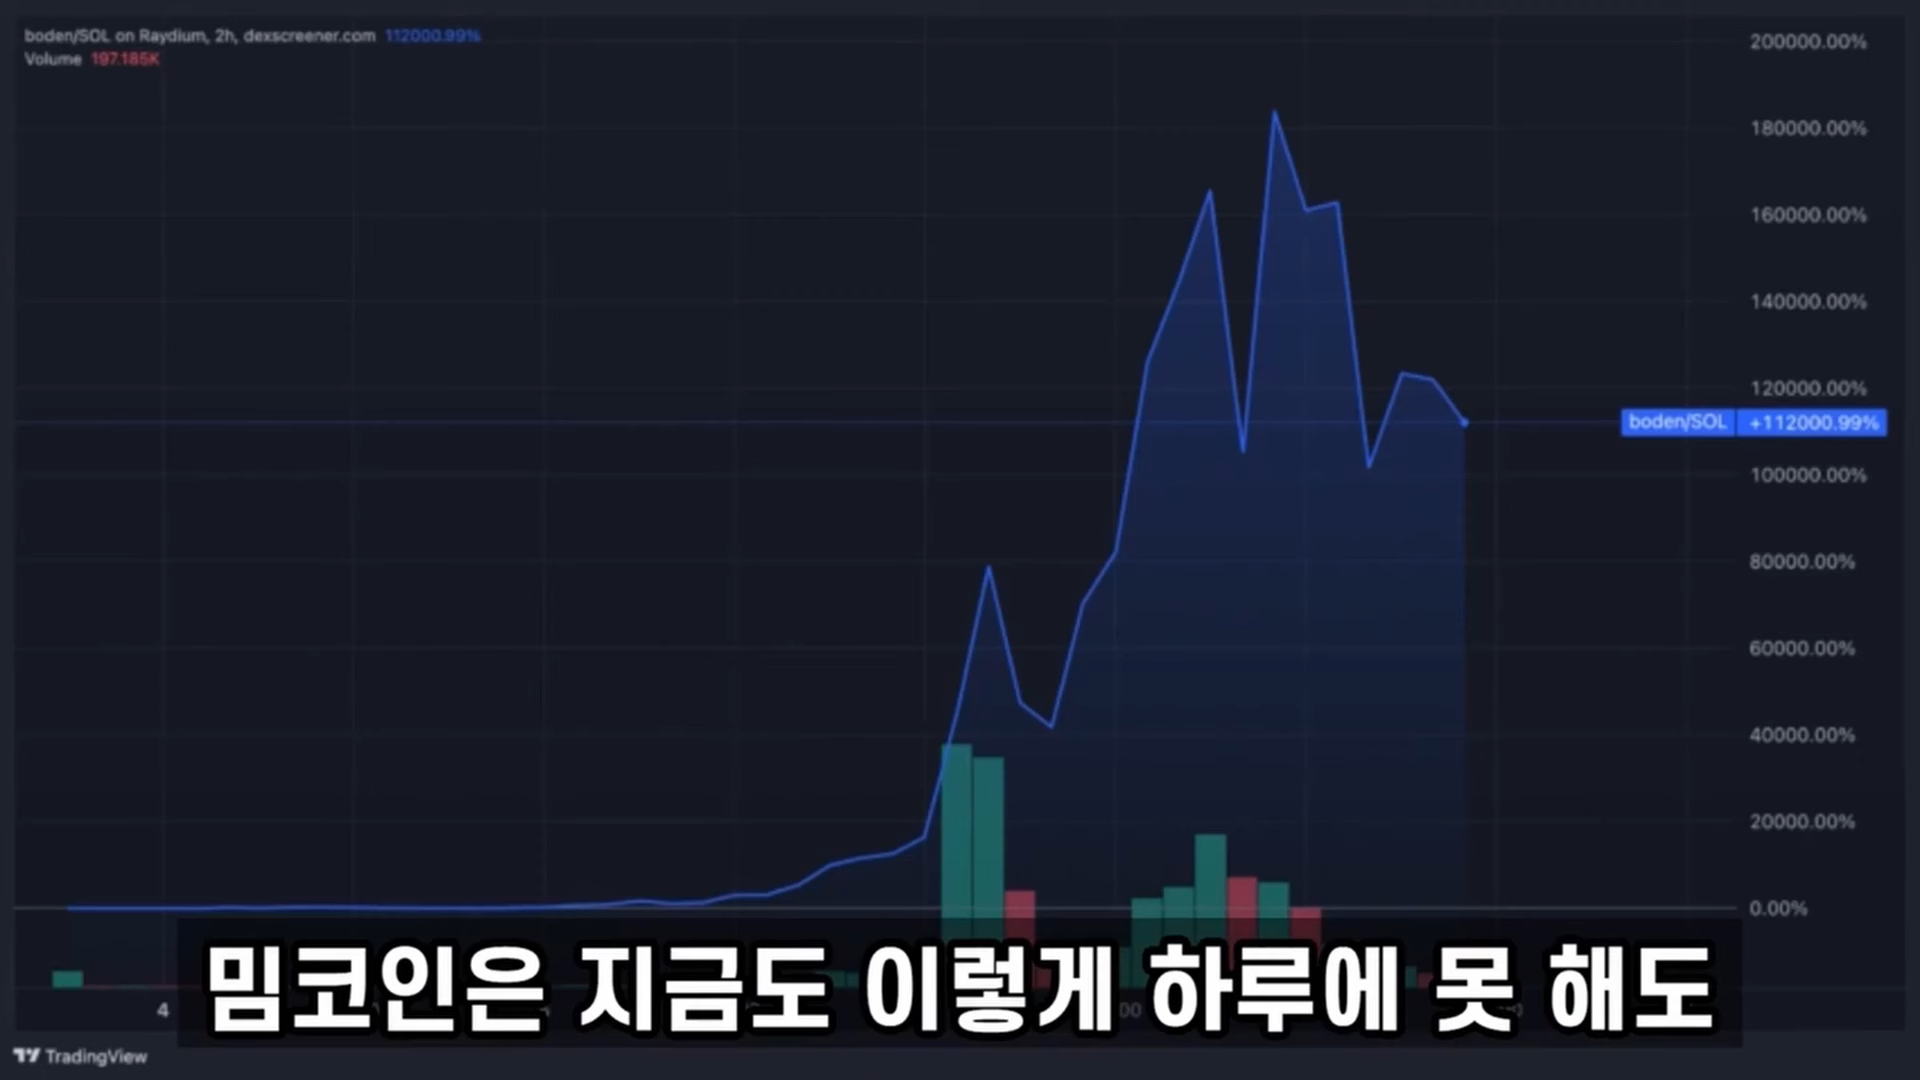 boden/SOL on Raydium, 2h, dexscreener.com 112000.99%
Volume 197.185K
200000.00%
180000.00%
160000.00%
140000.00%
120000.00%
boden/SOL +112000.99%
100000.00%
80000.00%
60000.00%
40000.00%
20000.00%
0.00%
밈코인은 지금도 이렇게 하루에 못 해도
4
TradingView